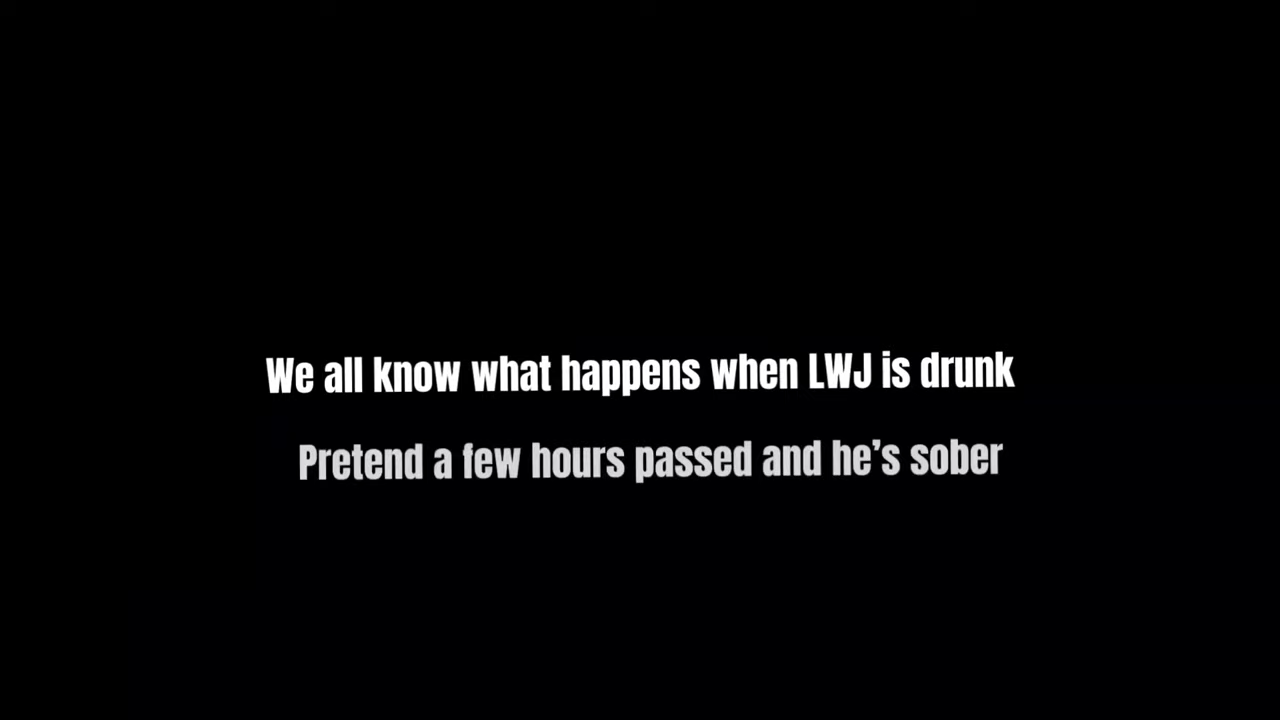 We all know what happens when LWJ is drunk
Pretend a few hours passed and he’s sober